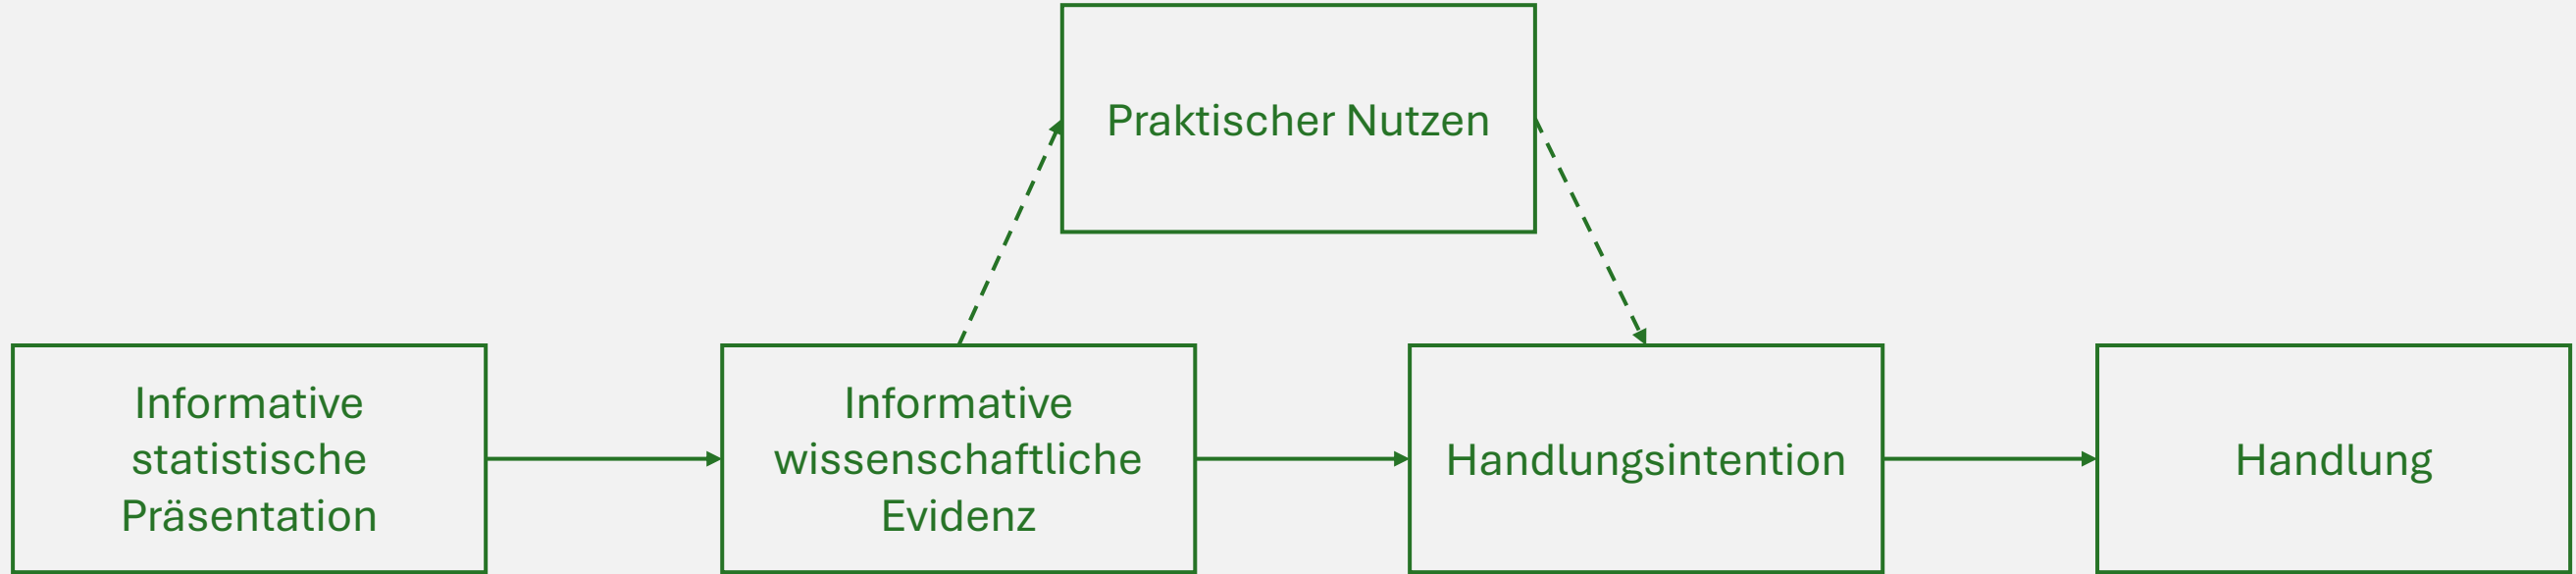 Praktischer Nutzen
Informative
statistische
Präsentation
Informative
wissenschaftliche
Evidenz
Handlungsintention
Handlung